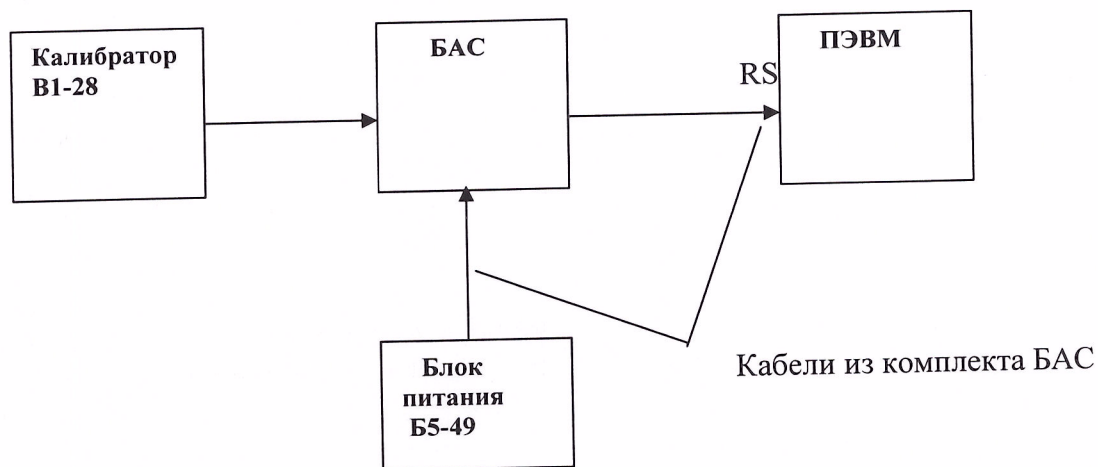 Калибратор
В1-28
БАС
ПЭВМ
RS
Блок
питания
Б5-49
Кабели из комплекта БАС